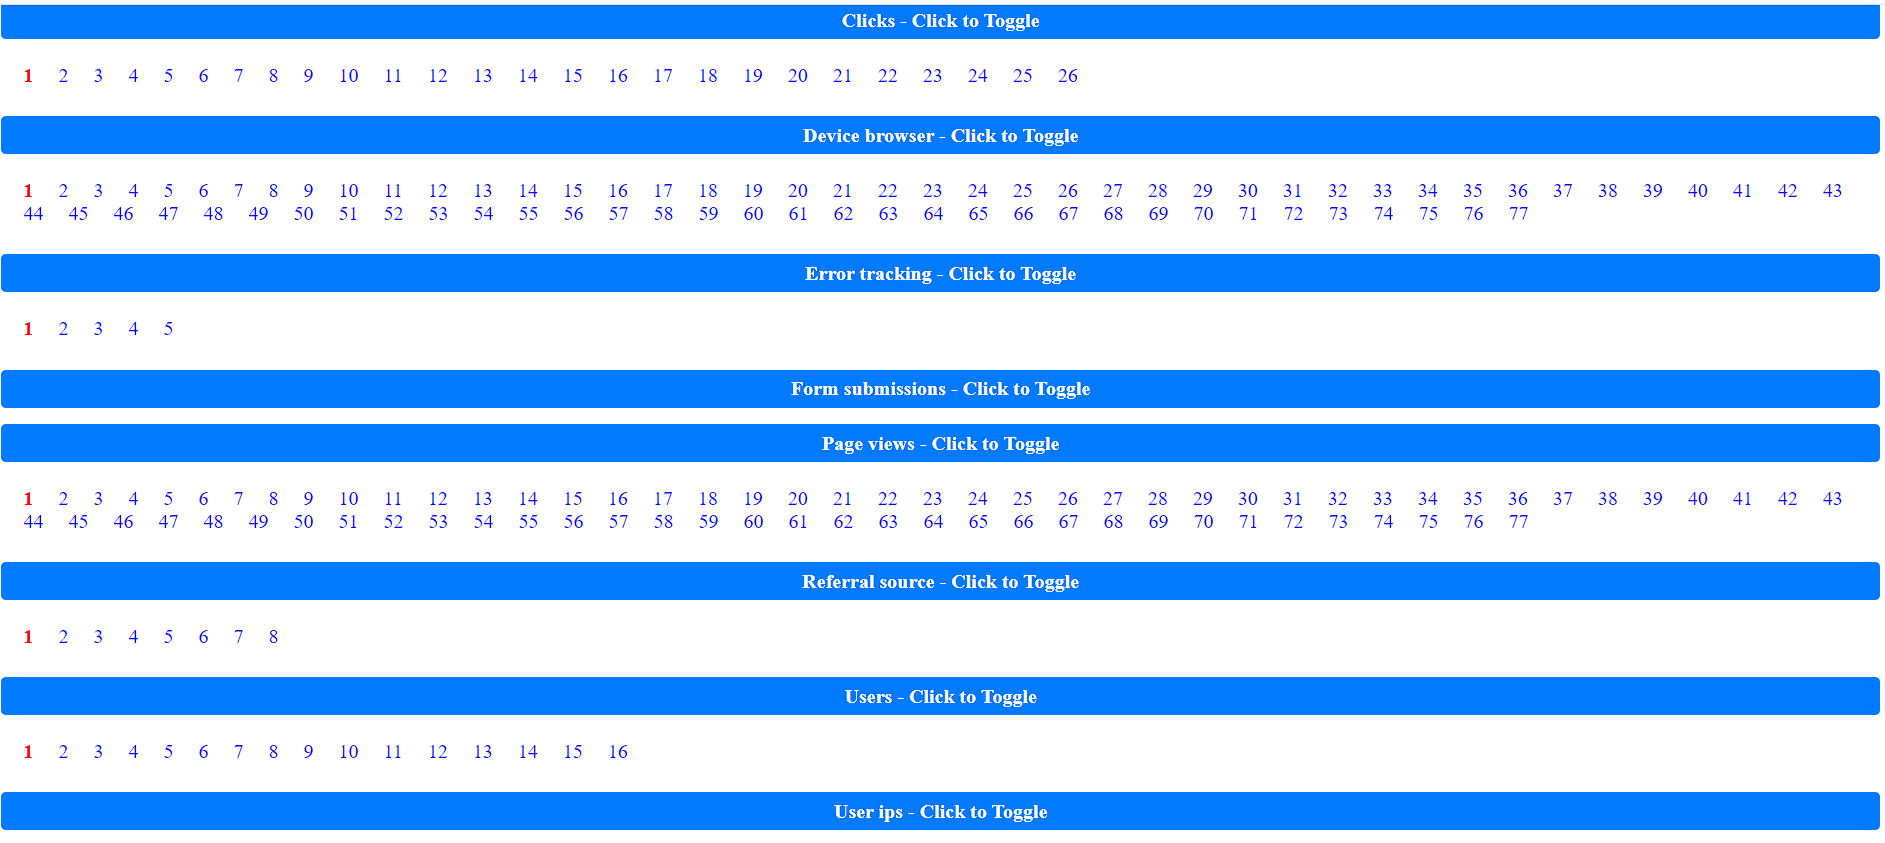 Clicks - Click to Toggle
1 2 3 4 5 6 7 8 9 10 11 12 13 14 15 16 17 18 19 20 21 22 23 24 25 26
Device browser - Click to Toggle
1 2 3 4 5 6 7 8 9 10 11 12 13 14 15 16 17 18 19 20 21 22 23 24 25 26 27 28 29 30 31 32 33 34 35 36 37 38 39 40 41 42 43
44 45 46 47 48 49 50 51 52 53 54 55 56 57 58 59 60 61 62 63 64 65 66 67 68 69 70 71 72 73 74 75 76 77
Error tracking - Click to Toggle
1 2 3 4 5
Form submissions - Click to Toggle
Page views - Click to Toggle
1 2 3 4 5 6 7 8 9 10 11 12 13 14 15 16 17 18 19 20 21 22 23 24 25 26 27 28 29 30 31 32 33 34 35 36 37 38 39 40 41 42 43
44 45 46 47 48 49 50 51 52 53 54 55 56 57 58 59 60 61 62 63 64 65 66 67 68 69 70 71 72 73 74 75 76 77
Referral source - Click to Toggle
1 2 3 4 5 6 7 8
Users - Click to Toggle
1 2 3 4 5 6 7 8 9 10 11 12 13 14 15 16
User ips - Click to Toggle